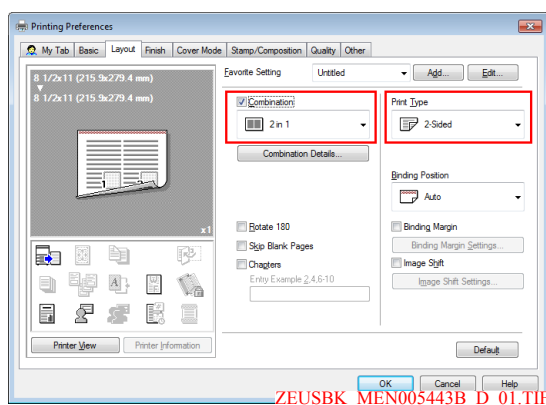 Printing Preferences
My Tab Basic Layout Finish Cover Mode Stamp/Composition Quality Other
8 1/2x11 (215.9x279.4 mm)
8 1/2x11 (215.9x279.4 mm)
1 2
x1
Printer View Printer Information
Favorite Setting Untitled Add... Edit...
Combination
2 in 1
Combination Details...
Print Type
2-Sided
Binding Position
Auto
Rotate 180
Skip Blank Pages
Chapters
Entry Example 2,4,6-10
Binding Margin
Binding Margin Settings...
Image Shift
Image Shift Settings...
Default
OK Cancel Help
ZEUSBK_MEN005443B_D_01.TIF